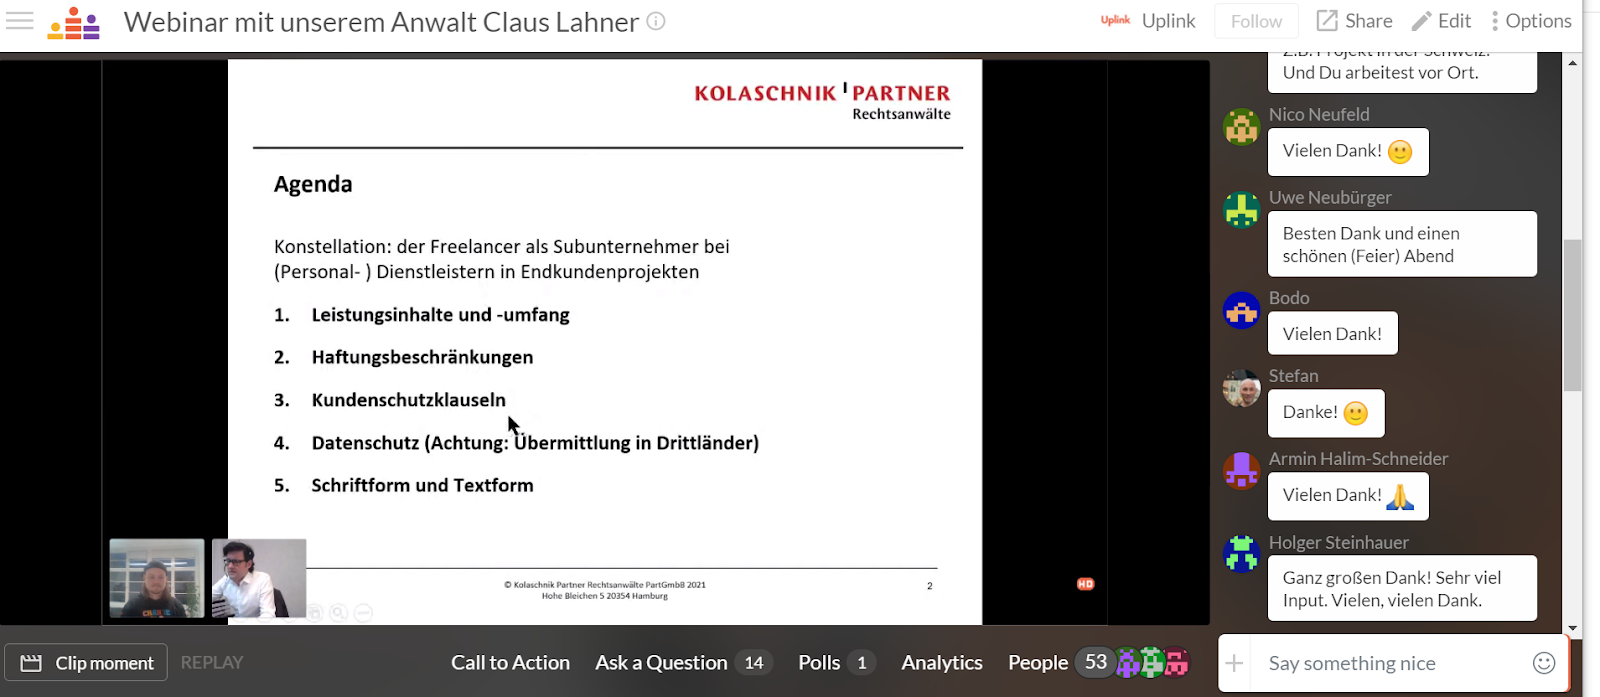 Webinar mit unserem Anwalt Claus Lahner
Uplink
Uplink
Follow
Share
Edit
Options
KOLASCHNIK PARTNER
Rechtsanwälte
Agenda
Konstellation: der Freelancer als Subunternehmer bei
(Personal- ) Dienstleistern in Endkundenprojekten
1. Leistungsinhalte und -umfang
2. Haftungsbeschränkungen
3. Kundenschutzklauseln
4. Datenschutz (Achtung: Übermittlung in Drittländer)
5. Schriftform und Textform
© Kolaschnik Partner Rechtsanwälte PartGmbB 2021
Hohe Bleichen 5 20354 Hamburg
2
HD
Z.B. Projekt in der Schweiz.
Und Du arbeitest vor Ort.
Nico Neufeld
Vielen Dank! 🙂
Uwe Neubürger
Besten Dank und einen
schönen (Feier) Abend
Bodo
Vielen Dank!
Stefan
Danke! 🙂
Armin Halim-Schneider
Vielen Dank! 🙏
Holger Steinhauer
Ganz großen Dank! Sehr viel
Input. Vielen, vielen Dank.
Clip moment
REPLAY
Call to Action
Ask a Question 14
Polls 1
Analytics
People 53
Say something nice